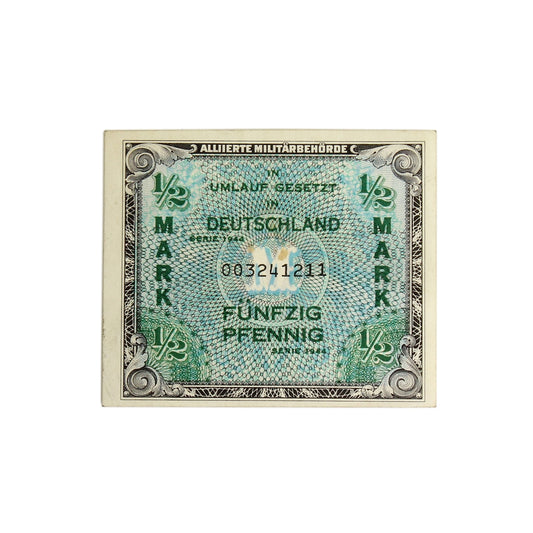 ALLIIERTE MILITÄRBEHÖRDE
1/2 IN 1/2
UMLAUF GESETZT
IN
DEUTSCHLAND
SERIE 1944
MARK M MARK
003241211
FÜNFZIG
PFENNIG
1/2 SERIE 1944 1/2